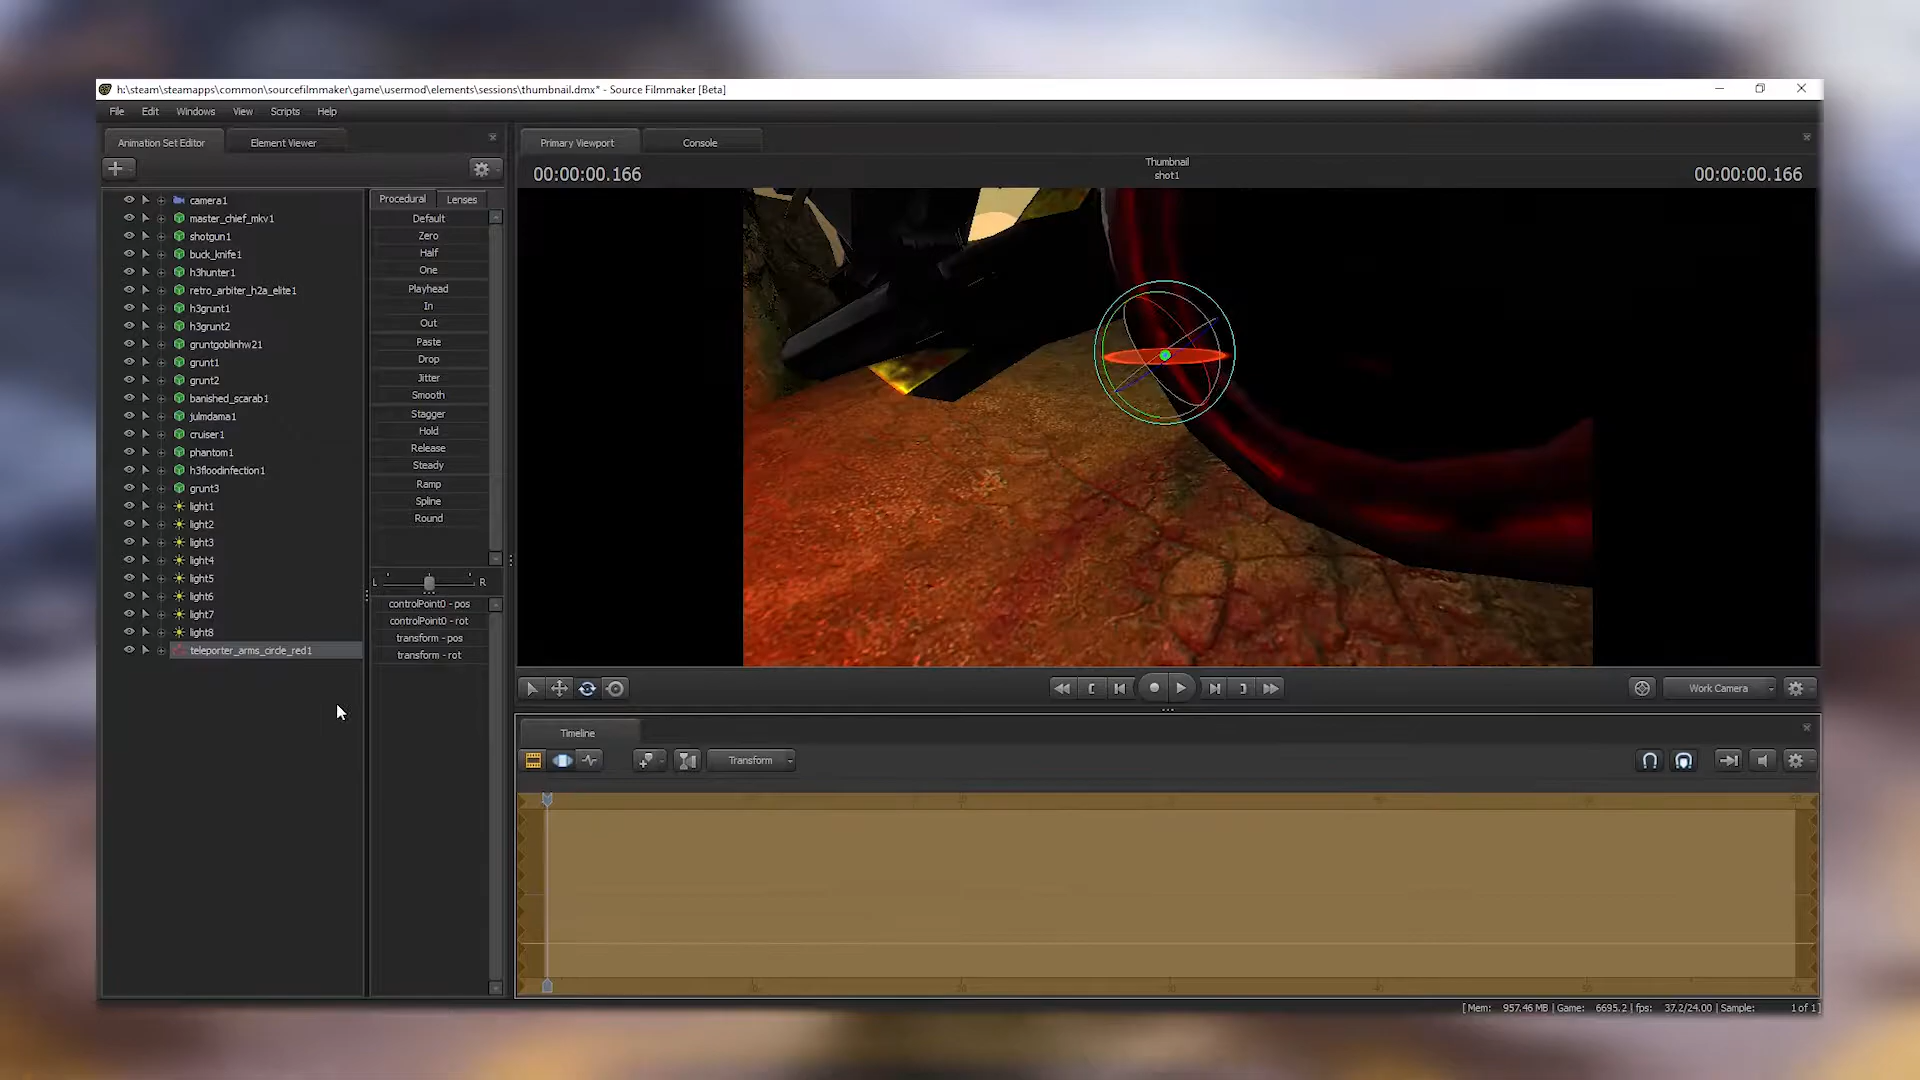 h:\steam\steamapps\common\sourcefilmmaker\game\usermod\elements\sessions\thumbnail.dmx* - Source Filmmaker [Beta]
File Edit Windows View Scripts Help
Animation Set Editor Element Viewer
Primary Viewport Console
00:00:00.166
Thumbnail
shot1
00:00:00.166
camera1
master_chief_mkv1
shotgun1
buck_knife1
h3hunter1
retro_arbiter_h2a_elite1
h3grunt1
h3grunt2
gruntgoblinhw21
grunt1
grunt2
banished_scarab1
julmdama1
cruiser1
phantom1
h3floodinfection1
grunt3
light1
light2
light3
light4
light5
light6
light7
light8
teleporter_arms_circle_red1
Procedural Lenses
Default
Zero
Half
One
Playhead
In
Out
Paste
Drop
Jitter
Smooth
Stagger
Hold
Release
Steady
Ramp
Spline
Round
L R
controlPoint0 - pos
controlPoint0 - rot
transform - pos
transform - rot
Work Camera
Timeline
Transform
[ Mem: 957.46 MB | Game: 6695.2 | fps: 37.2/24.00 | Sample: 1 of 1 ]